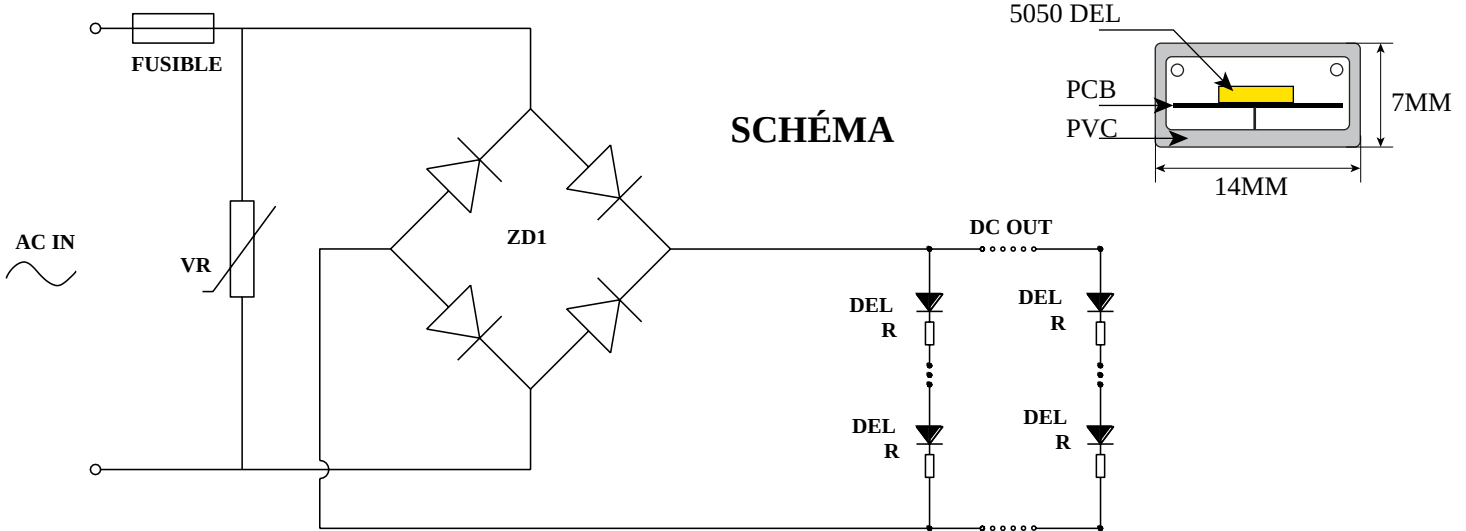 5050 DEL
FUSIBLE
PCB
7MM
SCHÉMA
PVC
14MM
DC OUT
ZD1
AC IN
VR
DEL
R
DEL
R
DEL
R
DEL
R